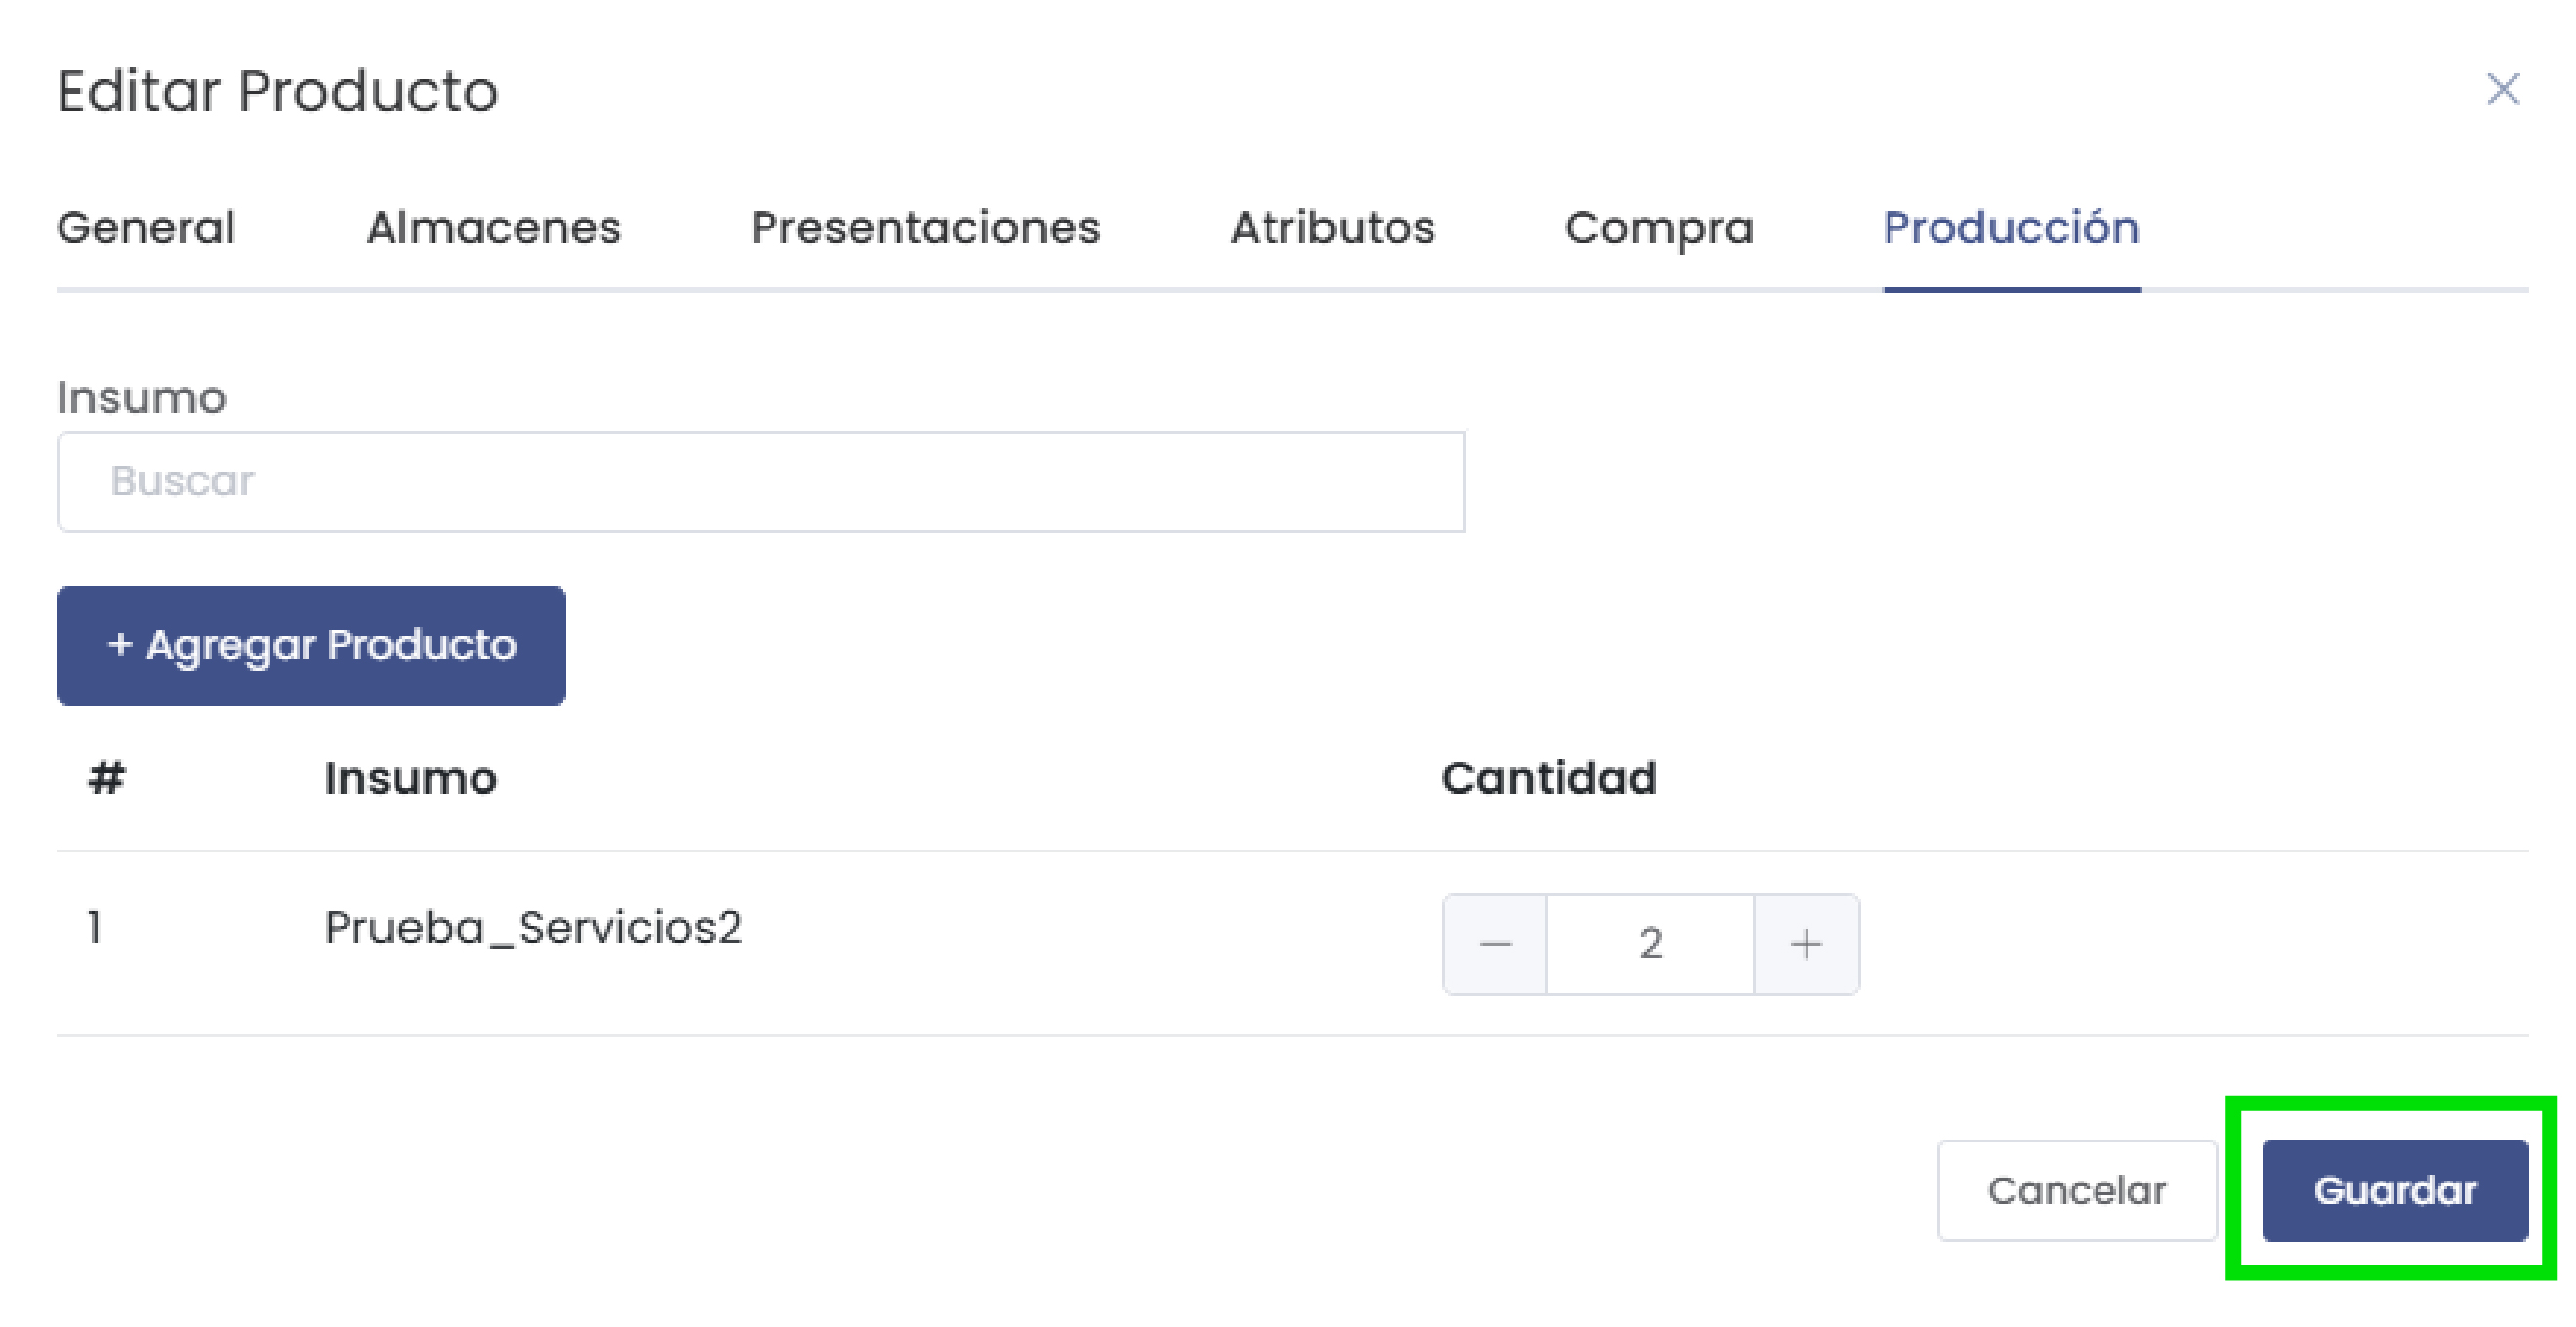 Editar Producto
General Almacenes Presentaciones Atributos Compra Producción
Insumo
Buscar
+ Agregar Producto
# Insumo Cantidad
1 Prueba_Servicios2 − 2 +
Cancelar Guardar